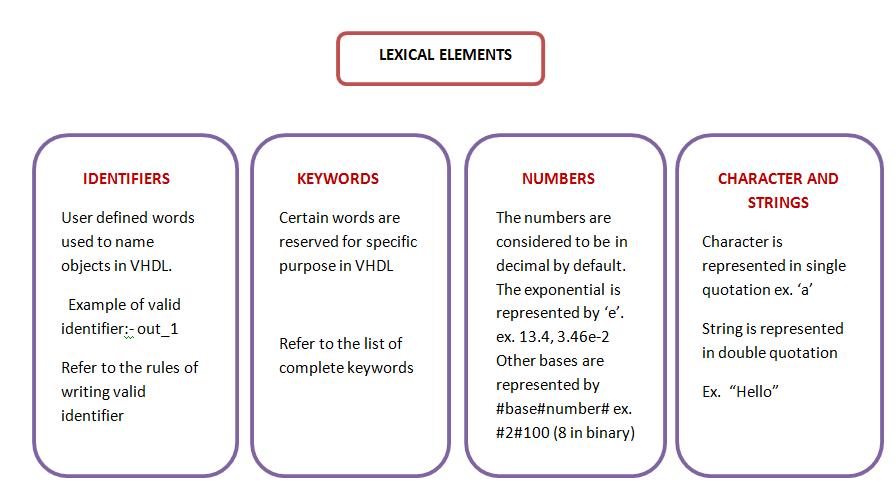 LEXICAL ELEMENTS
IDENTIFIERS
User defined words
used to name
objects in VHDL.
Example of valid
identifier:- out_1
Refer to the rules of
writing valid
identifier
KEYWORDS
Certain words are
reserved for specific
purpose in VHDL
Refer to the list of
complete keywords
NUMBERS
The numbers are
considered to be in
decimal by default.
The exponential is
represented by ‘e’.
ex. 13.4, 3.46e-2
Other bases are
represented by
#base#number# ex.
#2#100 (8 in binary)
CHARACTER AND
STRINGS
Character is
represented in single
quotation ex. ‘a’
String is represented
in double quotation
Ex. “Hello”